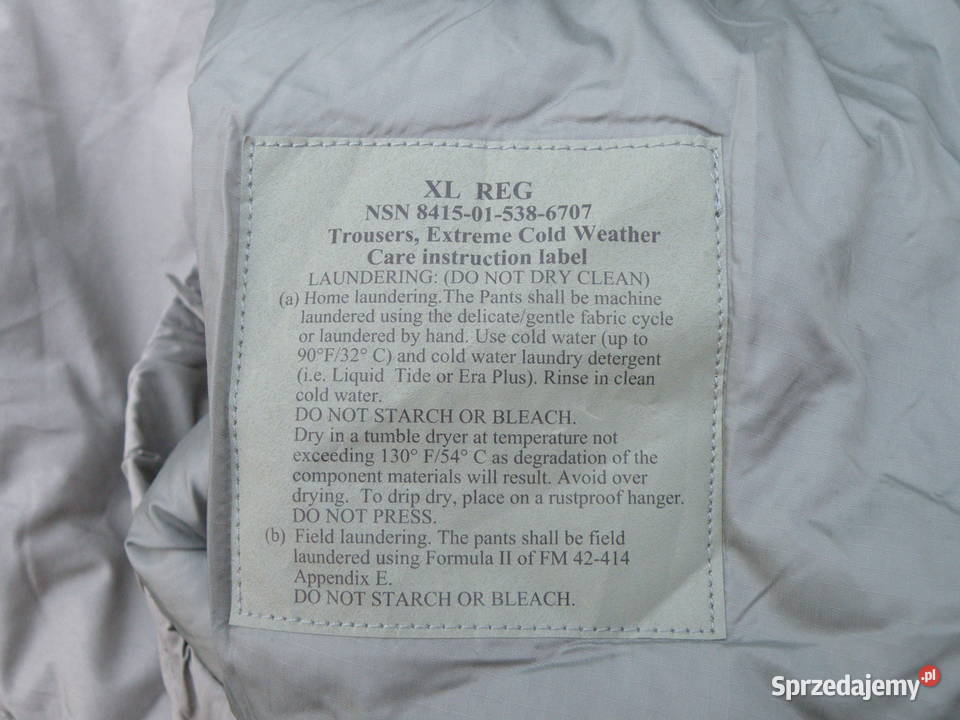 XL REG
NSN 8415-01-538-6707
Trousers, Extreme Cold Weather
Care instruction label
LAUNDERING: (DO NOT DRY CLEAN)
(a) Home laundering.The Pants shall be machine
laundered using the delicate/gentle fabric cycle
or laundered by hand. Use cold water (up to
90°F/32° C) and cold water laundry detergent
(i.e. Liquid Tide or Era Plus). Rinse in clean
cold water.
DO NOT STARCH OR BLEACH.
Dry in a tumble dryer at temperature not
exceeding 130° F/54° C as degradation of the
component materials will result. Avoid over
drying. To drip dry, place on a rustproof hanger.
DO NOT PRESS.
(b) Field laundering. The pants shall be field
laundered using Formula II of FM 42-414
Appendix E.
DO NOT STARCH OR BLEACH.
Sprzedajemy.pl